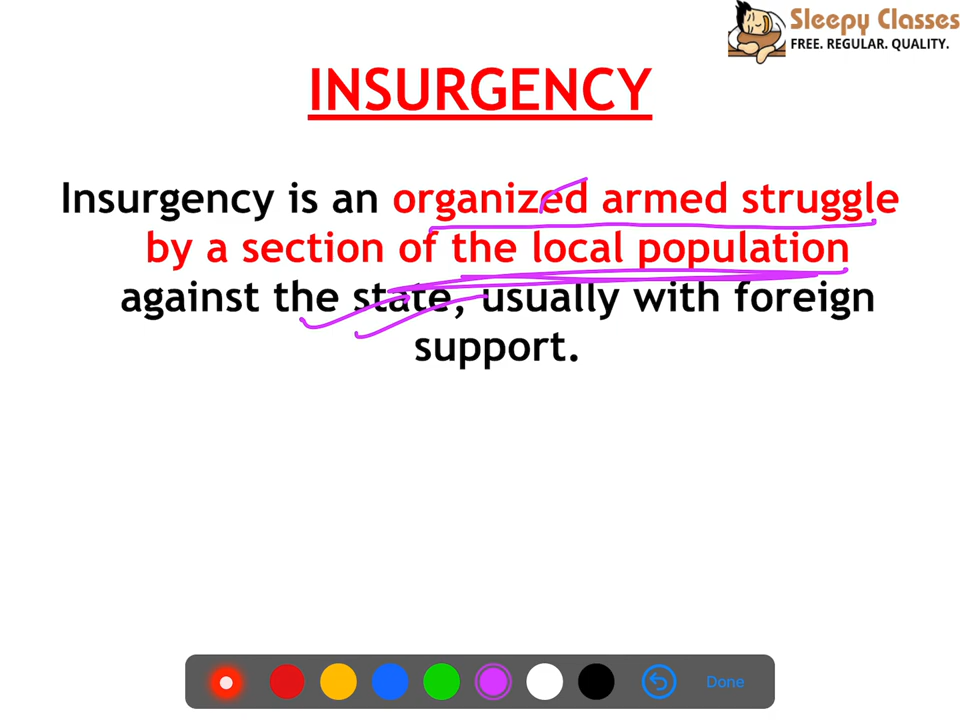 Sleepy Classes
FREE. REGULAR. QUALITY.
INSURGENCY
Insurgency is an organized armed struggle
by a section of the local population
against the state, usually with foreign
support.
Done